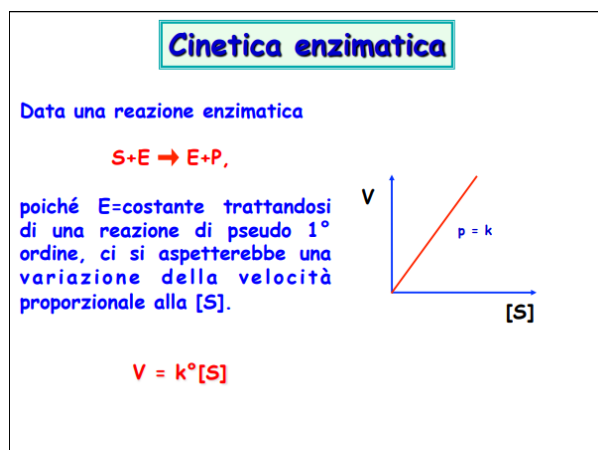 Cinetica enzimatica
Data una reazione enzimatica
S+E ➞ E+P,
poiché E=costante trattandosi
di una reazione di pseudo 1°
ordine, ci si aspetterebbe una
variazione della velocità
proporzionale alla [S].
V = k°[S]
V
p = k
[S]